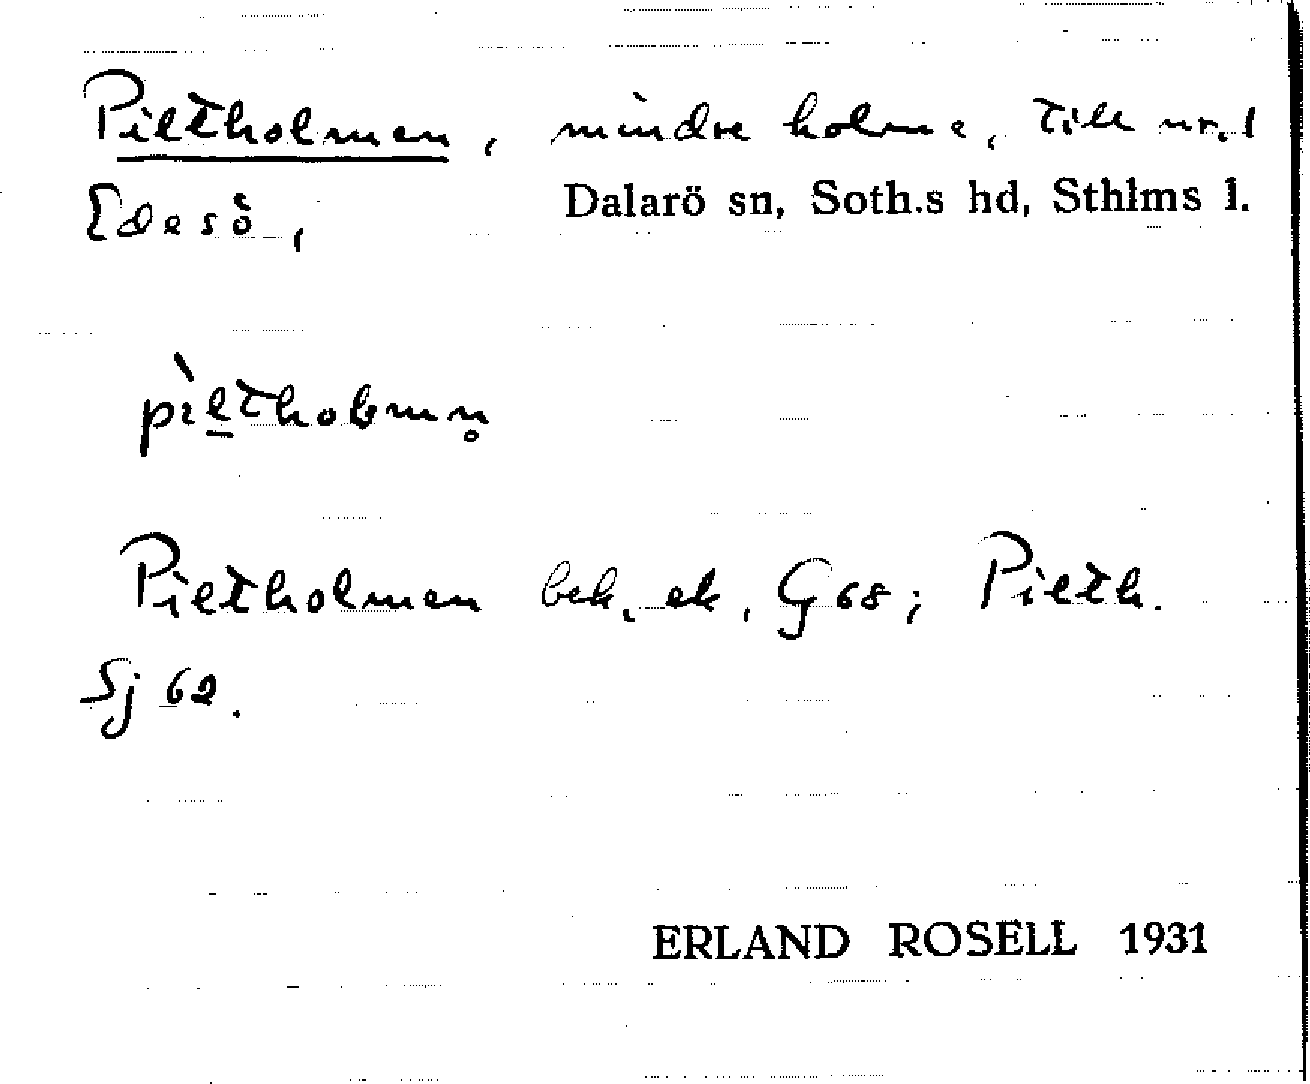 Piltholmen, mindre holme, till nr. 1
Edesö, Dalarö sn, Soth.s hd, Sthlms l.
pìltholmn̥
Piltholmen bek. ek. G 68; Pilth.
Sj 62.
ERLAND ROSELL 1931